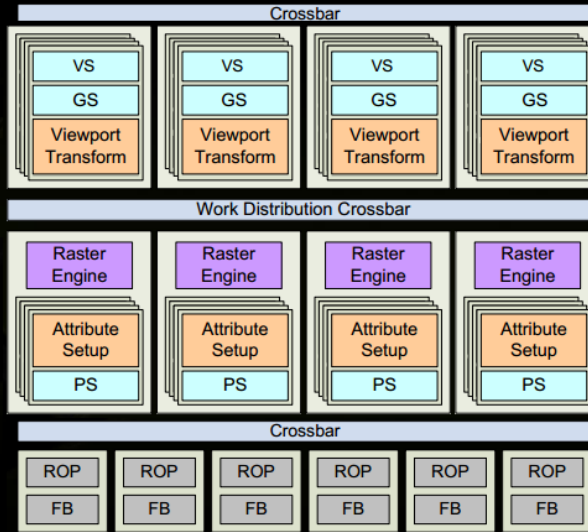 Crossbar
VS VS VS VS
GS GS GS GS
Viewport Viewport Viewport Viewport
Transform Transform Transform Transform
Work Distribution Crossbar
Raster Raster Raster Raster
Engine Engine Engine Engine
Attribute Attribute Attribute Attribute
Setup Setup Setup Setup
PS PS PS PS
Crossbar
ROP ROP ROP ROP ROP ROP
FB FB FB FB FB FB